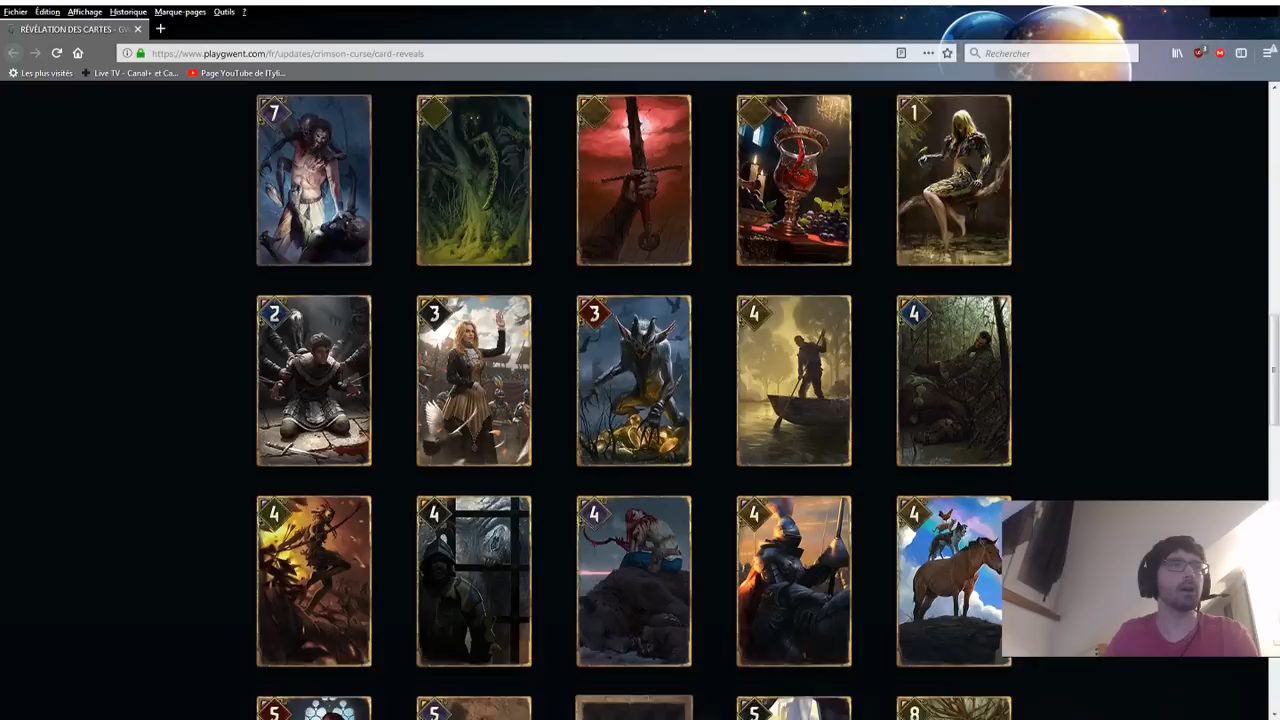 Fichier Édition Affichage Historique Marque-pages Outils ?
RÉVÉLATION DES CARTES - GW
https://www.playgwent.com/fr/updates/crimson-curse/card-reveals
Rechercher
Les plus visités Live TV - Canal+ et Ca... Page YouTube de l'Tyli...
7 1
2 3 3 4 4
4 4 4 4 4
5 5 5 8